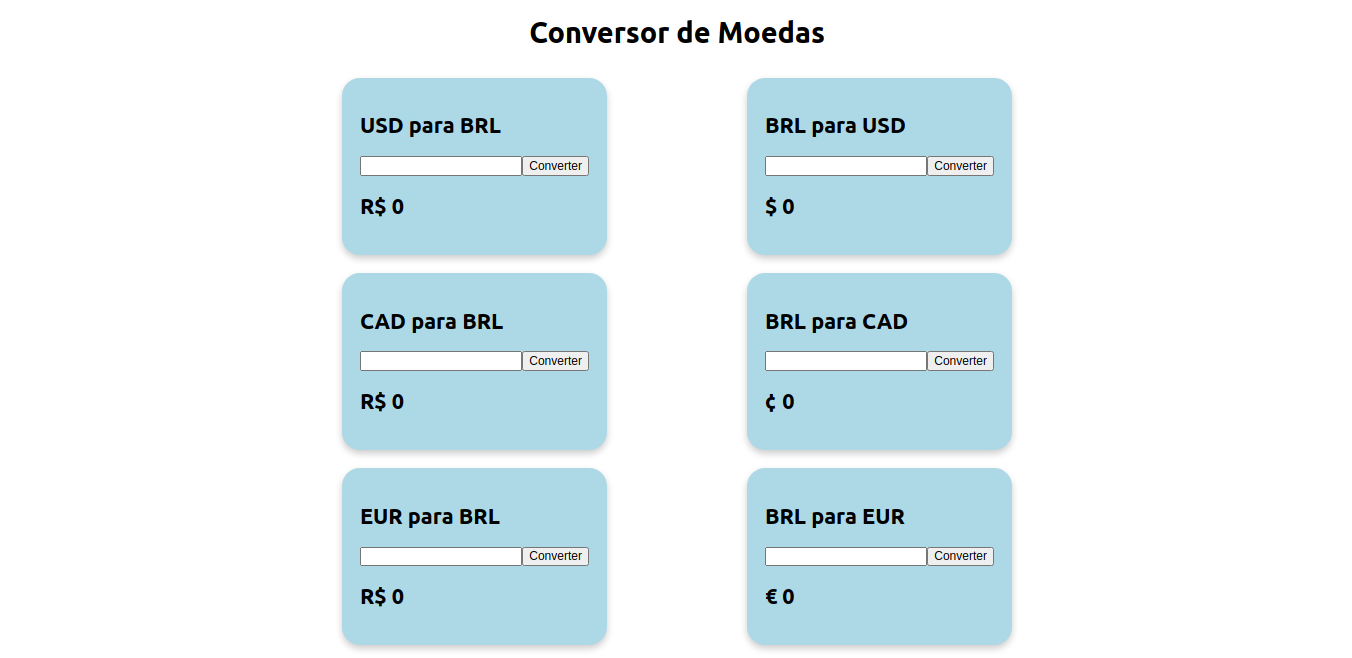 Conversor de Moedas
USD para BRL
Converter
R$ 0
BRL para USD
Converter
$ 0
CAD para BRL
Converter
R$ 0
BRL para CAD
Converter
¢ 0
EUR para BRL
Converter
R$ 0
BRL para EUR
Converter
€ 0